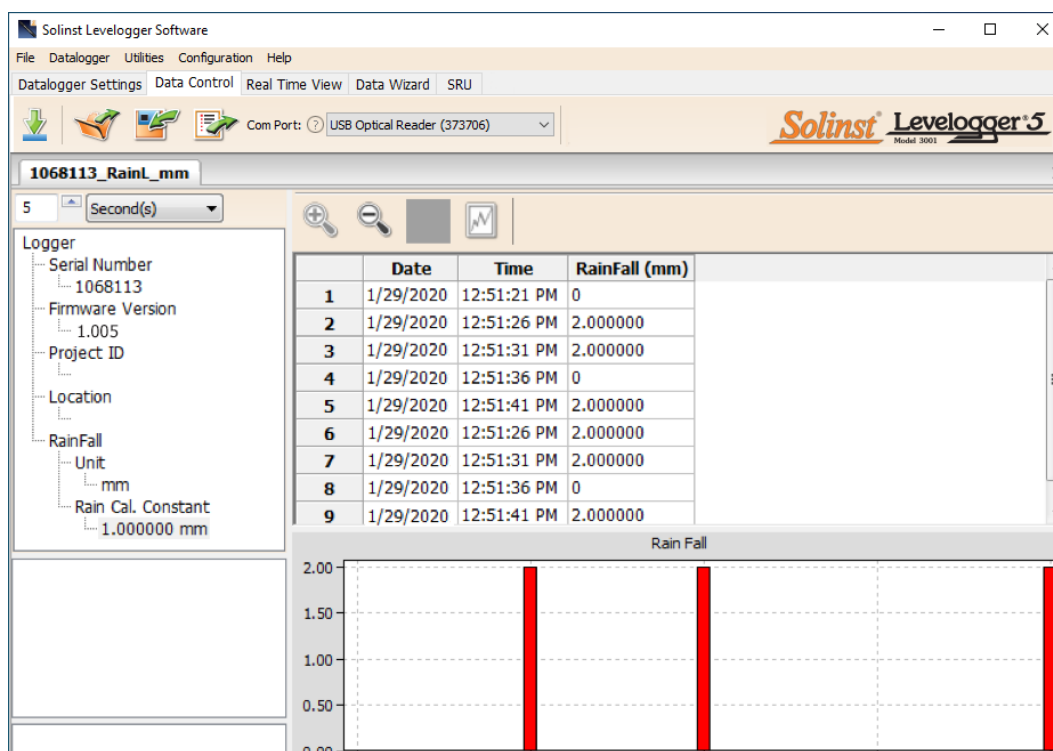 Solinst Levelogger Software
File Datalogger Utilities Configuration Help
Datalogger Settings Data Control Real Time View Data Wizard SRU
Com Port: ? USB Optical Reader (373706)
Solinst® Levelogger® 5
Model 3001
1068113_RainL_mm
5 Second(s)
Logger
Serial Number
1068113
Firmware Version
1.005
Project ID
Location
RainFall
Unit
mm
Rain Cal. Constant
1.000000 mm
Date Time RainFall (mm)
1 1/29/2020 12:51:21 PM 0
2 1/29/2020 12:51:26 PM 2.000000
3 1/29/2020 12:51:31 PM 2.000000
4 1/29/2020 12:51:36 PM 0
5 1/29/2020 12:51:41 PM 2.000000
6 1/29/2020 12:51:26 PM 2.000000
7 1/29/2020 12:51:31 PM 2.000000
8 1/29/2020 12:51:36 PM 0
9 1/29/2020 12:51:41 PM 2.000000
Rain Fall
2.00
1.50
1.00
0.50
0.00